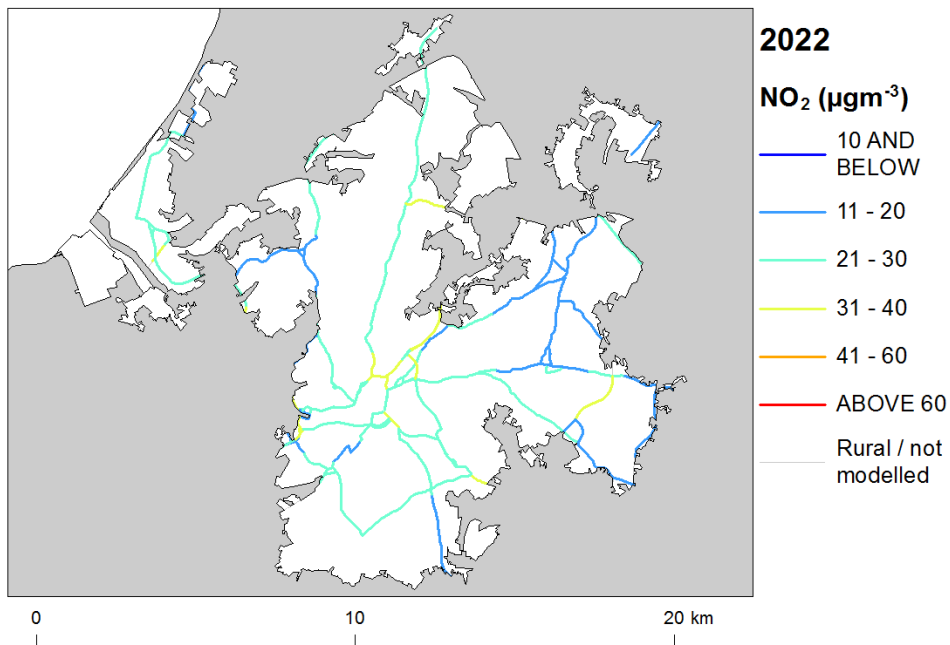 2022
NO₂ (µgm⁻³)
10 AND
BELOW
11 - 20
21 - 30
31 - 40
41 - 60
ABOVE 60
Rural / not
modelled
0 10 20 km